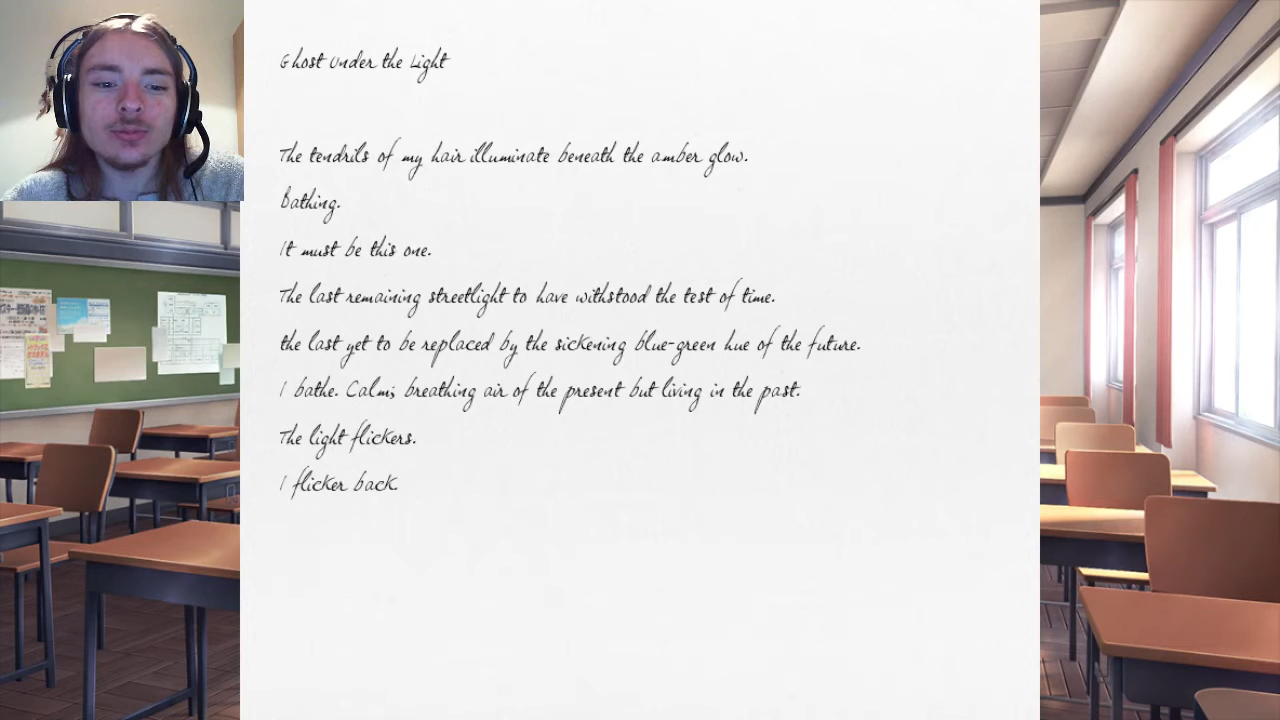 Ghost Under the Light
The tendrils of my hair illuminate beneath the amber glow.
Bathing.
It must be this one.
The last remaining streetlight to have withstood the test of time.
the last yet to be replaced by the sickening blue-green hue of the future.
I bathe. Calm; breathing air of the present but living in the past.
The light flickers.
I flicker back.